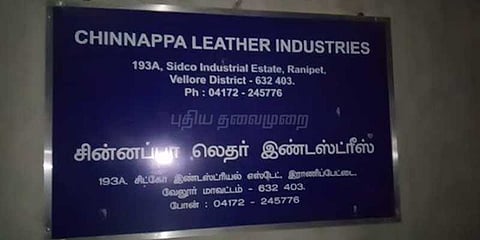 CHINNAPPA LEATHER INDUSTRIES
193A, Sidco Industrial Estate, Ranipet,
Vellore District - 632 403.
Ph : 04172 - 245776
புதிய தலைமுறை
சின்னப்பா லெதர் இண்டஸ்ட்ரீஸ்
193A, சிட்கோ இண்டஸ்ட்ரியல் எஸ்டேட், இராணிப்பேட்டை,
வேலூர் மாவட்டம் - 632 403.
போன் : 04172 - 245776